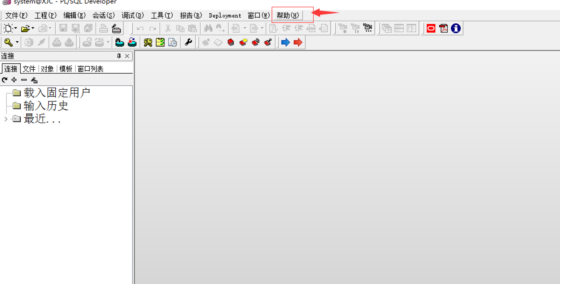 system@XJC - PL/SQL Developer
文件(F) 工程(P) 编辑(E) 会话(S) 调试(D) 工具(T) 报告(R) Deployment 窗口(W) 帮助(H)
连接
连接 文件 对象 模板 窗口列表
载入固定用户
输入历史
最近...